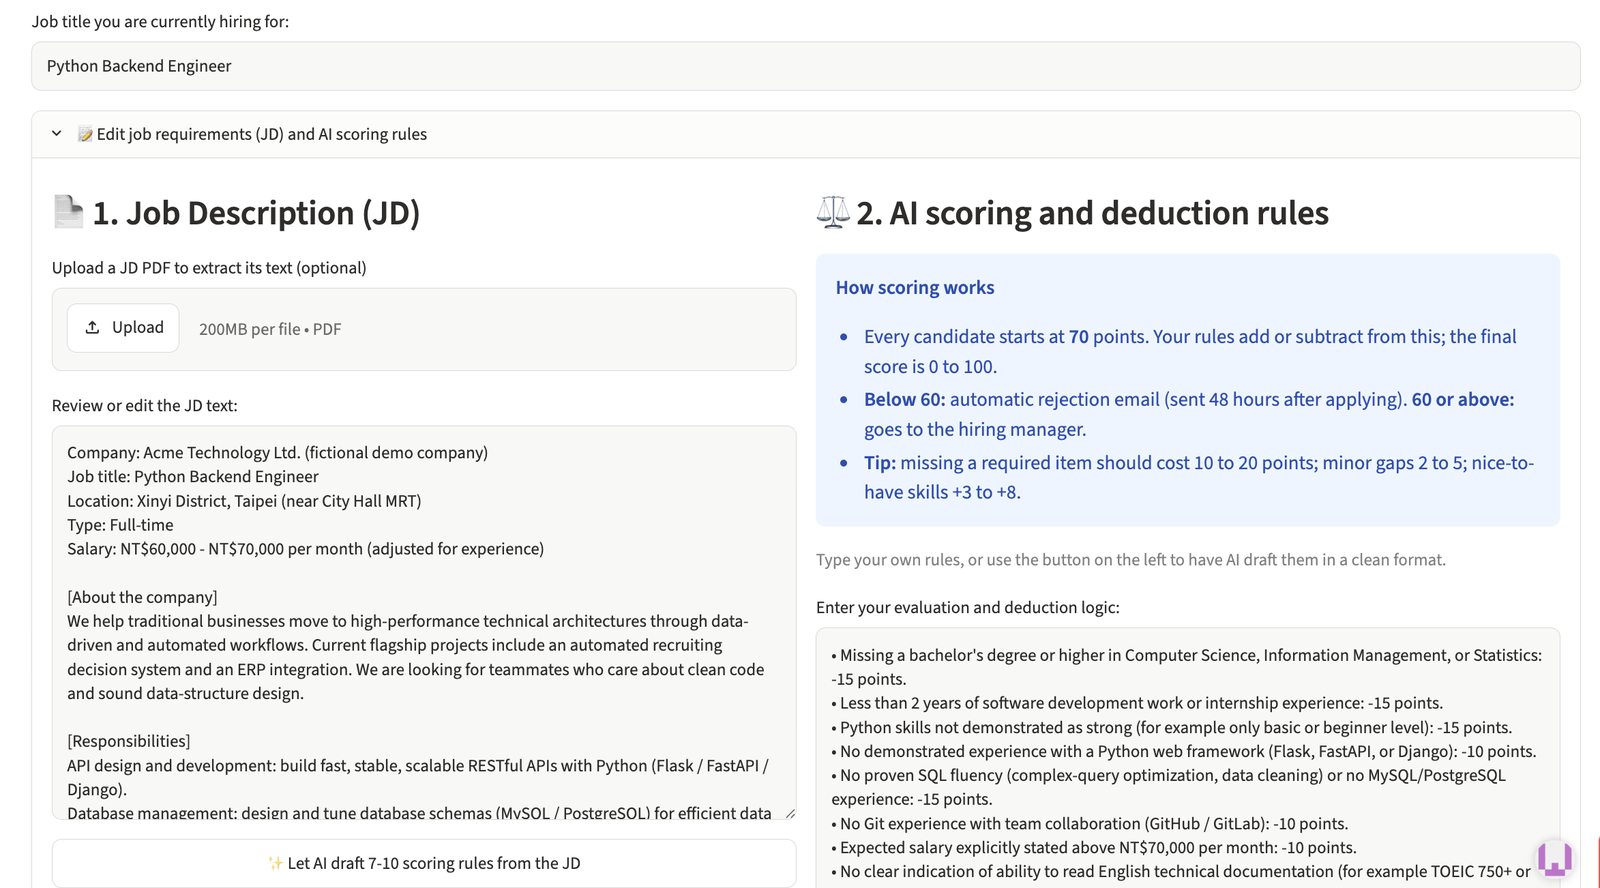 Job title you are currently hiring for:
Python Backend Engineer
📝 Edit job requirements (JD) and AI scoring rules
📄 1. Job Description (JD)
Upload a JD PDF to extract its text (optional)
Upload
200MB per file • PDF
Review or edit the JD text:
Company: Acme Technology Ltd. (fictional demo company)
Job title: Python Backend Engineer
Location: Xinyi District, Taipei (near City Hall MRT)
Type: Full-time
Salary: NT$60,000 - NT$70,000 per month (adjusted for experience)
[About the company]
We help traditional businesses move to high-performance technical architectures through data-
driven and automated workflows. Current flagship projects include an automated recruiting
decision system and an ERP integration. We are looking for teammates who care about clean code
and sound data-structure design.
[Responsibilities]
API design and development: build fast, stable, scalable RESTful APIs with Python (Flask / FastAPI /
Django).
Database management: design and tune database schemas (MySQL / PostgreSQL) for efficient data
✨ Let AI draft 7-10 scoring rules from the JD
⚖️ 2. AI scoring and deduction rules
How scoring works
• Every candidate starts at 70 points. Your rules add or subtract from this; the final
score is 0 to 100.
• Below 60: automatic rejection email (sent 48 hours after applying). 60 or above:
goes to the hiring manager.
• Tip: missing a required item should cost 10 to 20 points; minor gaps 2 to 5; nice-to-
have skills +3 to +8.
Type your own rules, or use the button on the left to have AI draft them in a clean format.
Enter your evaluation and deduction logic:
• Missing a bachelor's degree or higher in Computer Science, Information Management, or Statistics:
-15 points.
• Less than 2 years of software development work or internship experience: -15 points.
• Python skills not demonstrated as strong (for example only basic or beginner level): -15 points.
• No demonstrated experience with a Python web framework (Flask, FastAPI, or Django): -10 points.
• No proven SQL fluency (complex-query optimization, data cleaning) or no MySQL/PostgreSQL
experience: -15 points.
• No Git experience with team collaboration (GitHub / GitLab): -10 points.
• Expected salary explicitly stated above NT$70,000 per month: -10 points.
• No clear indication of ability to read English technical documentation (for example TOEIC 750+ or